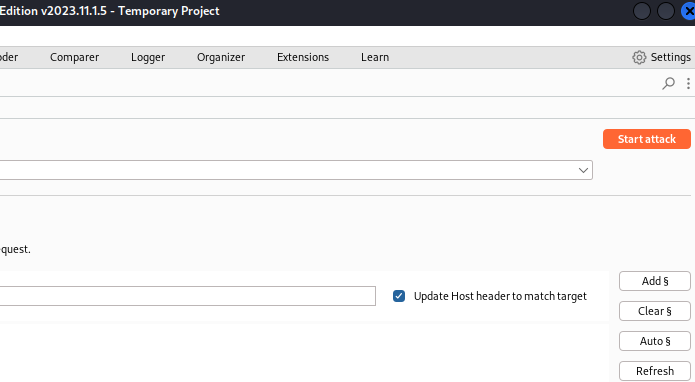 Edition v2023.11.1.5 - Temporary Project
oder Comparer Logger Organizer Extensions Learn Settings
Start attack
quest.
Update Host header to match target
Add §
Clear §
Auto §
Refresh